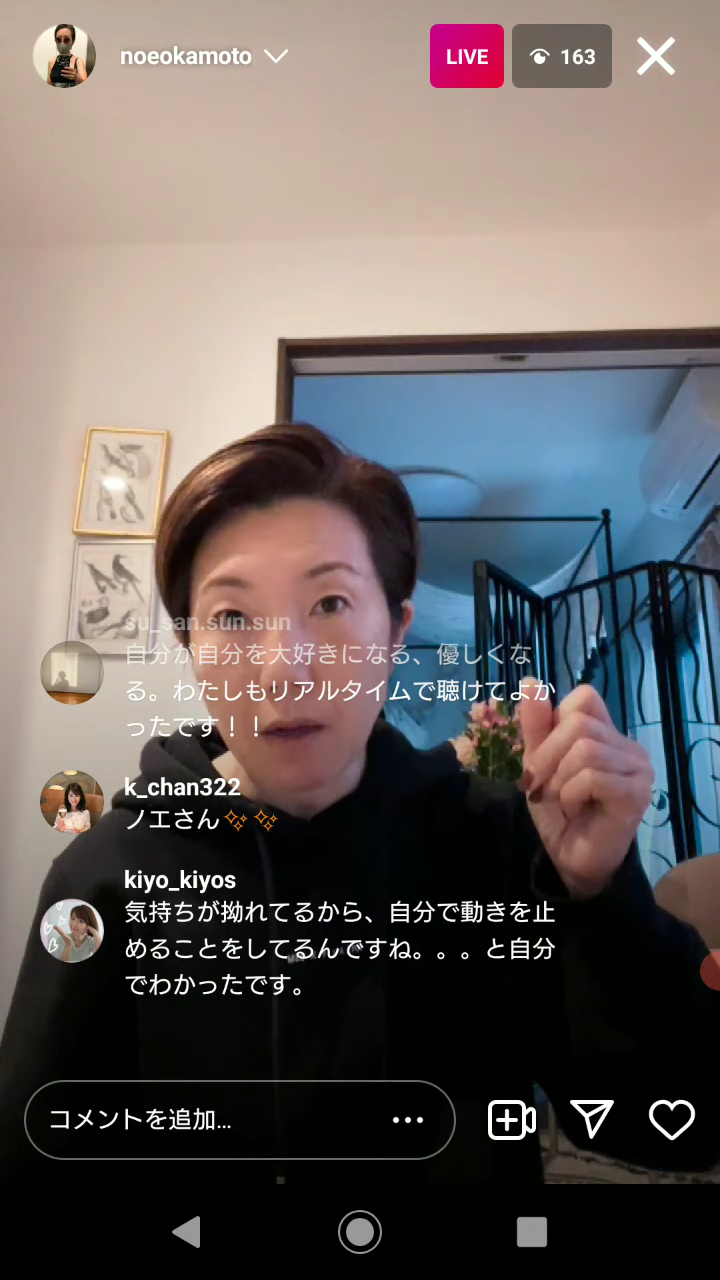 noeokamoto
LIVE
163
su_san.sun.sun
自分が自分を大好きになる、優しくな
る。わたしもリアルタイムで聴けてよか
ったです！！
k_chan322
ノエさん✨✨
kiyo_kiyos
気持ちが拗れてるから、自分で動きを止
めることをしてるんですね。。。と自分
でわかったです。
コメントを追加...